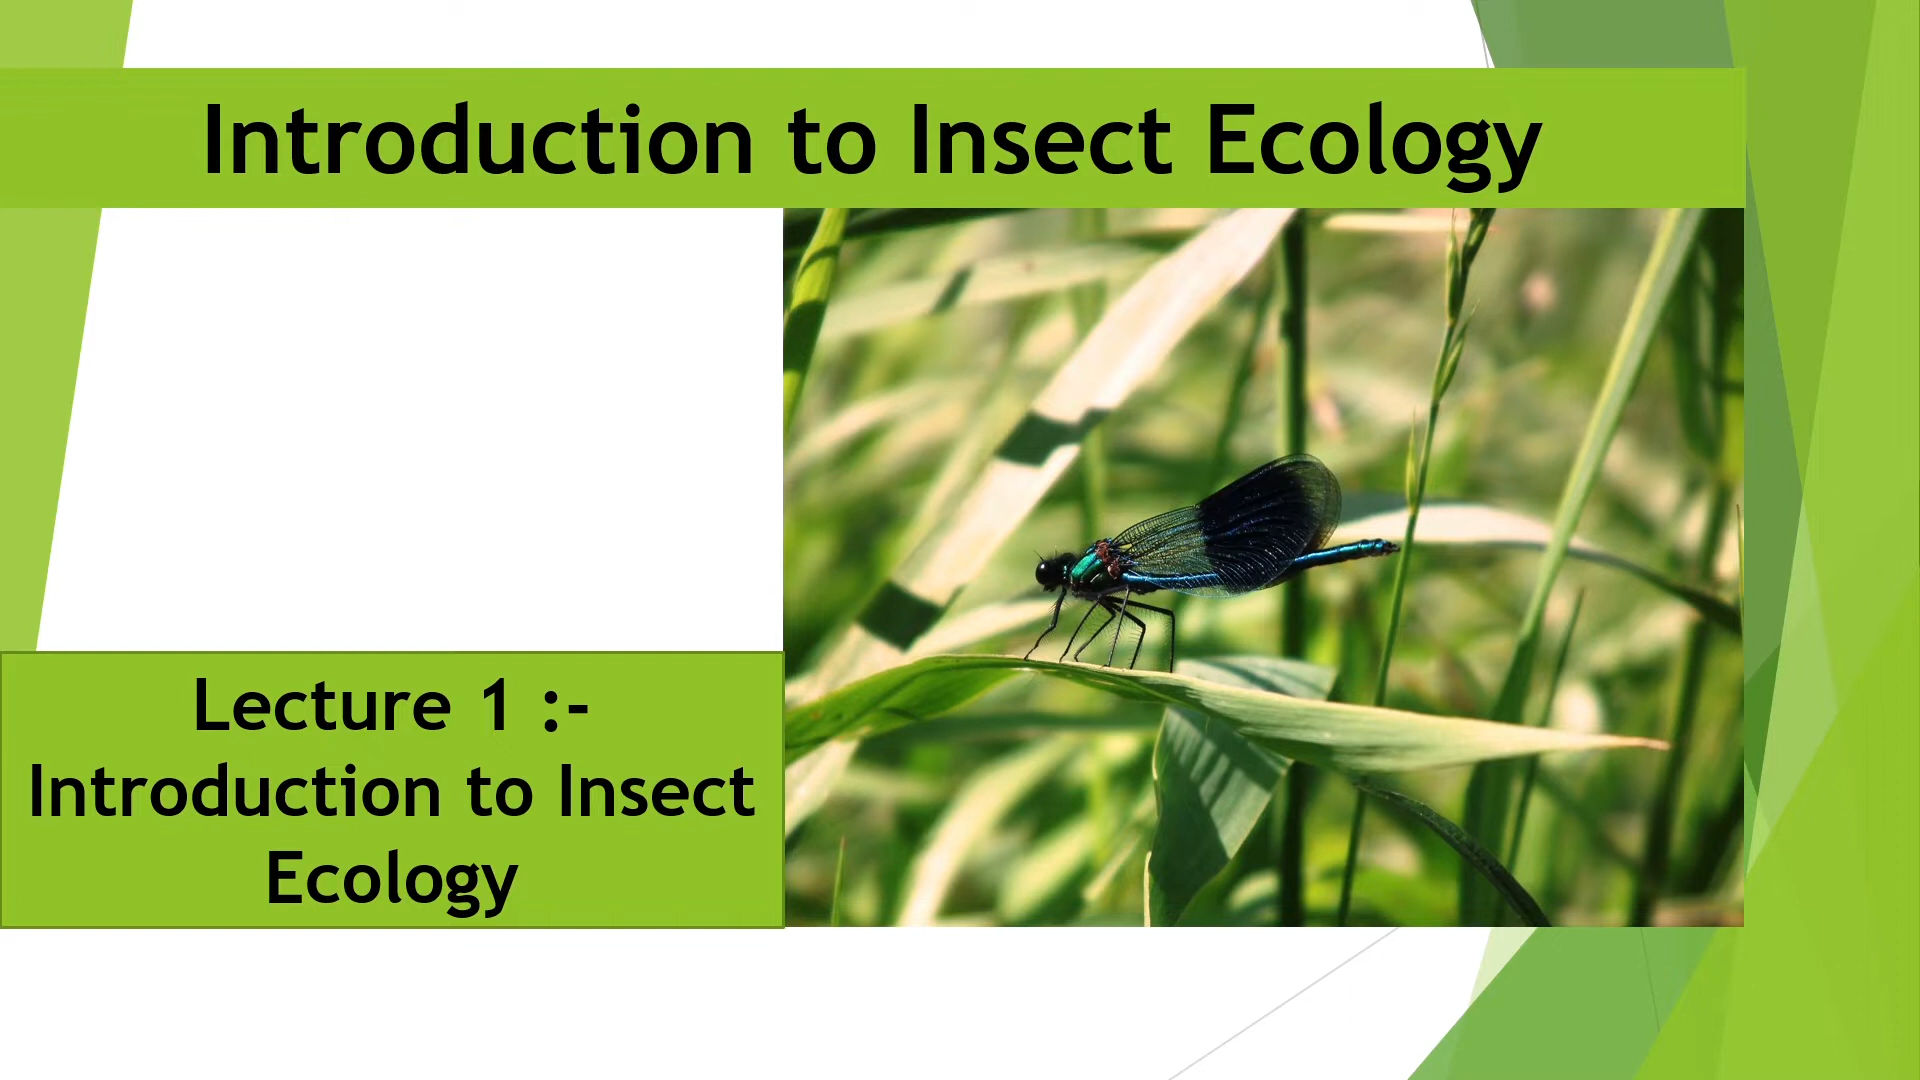 Introduction to Insect Ecology
Lecture 1 :-
Introduction to Insect
Ecology